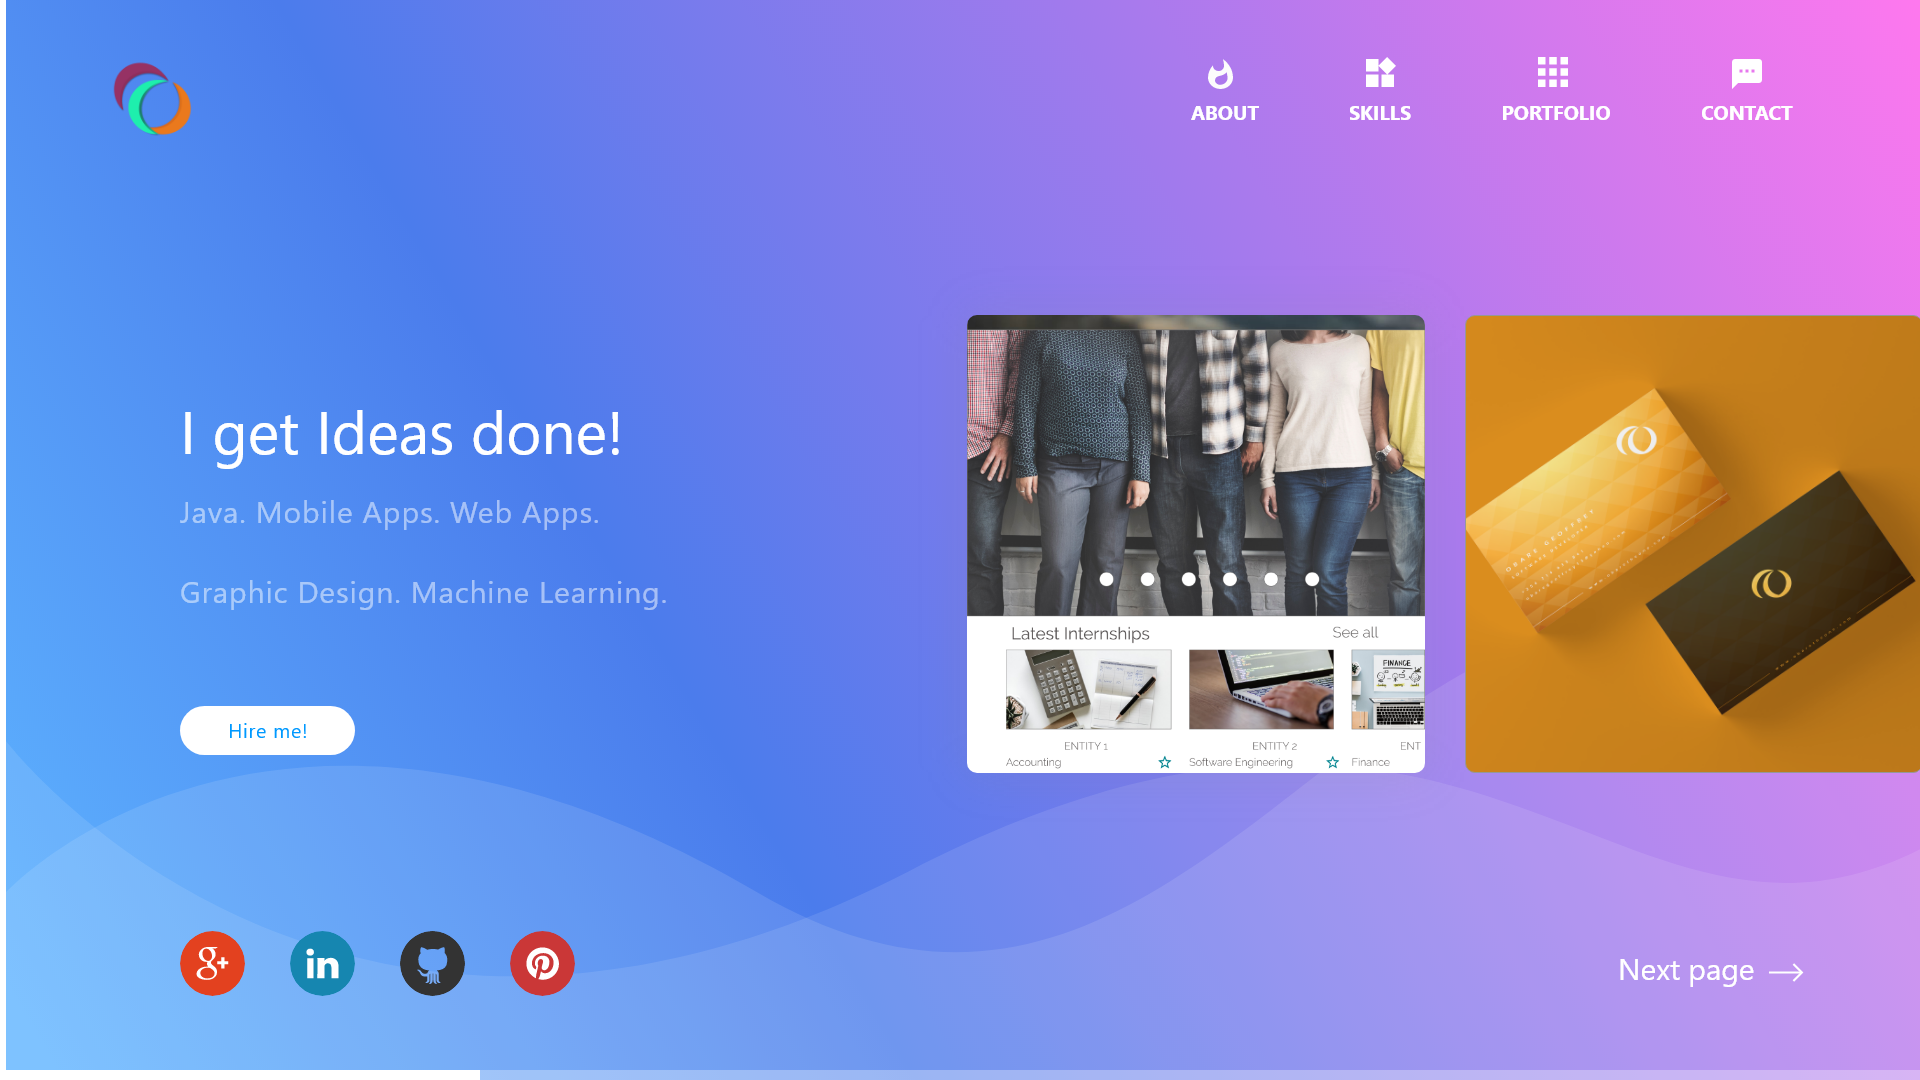 ABOUT
SKILLS
PORTFOLIO
CONTACT
I get Ideas done!
Java. Mobile Apps. Web Apps.
Graphic Design. Machine Learning.
Hire me!
Latest Internships
See all
FINANCE
ENTITY 1
ENTITY 2
ENT
Accounting
Software Engineering
Finance
g+
in
Next page